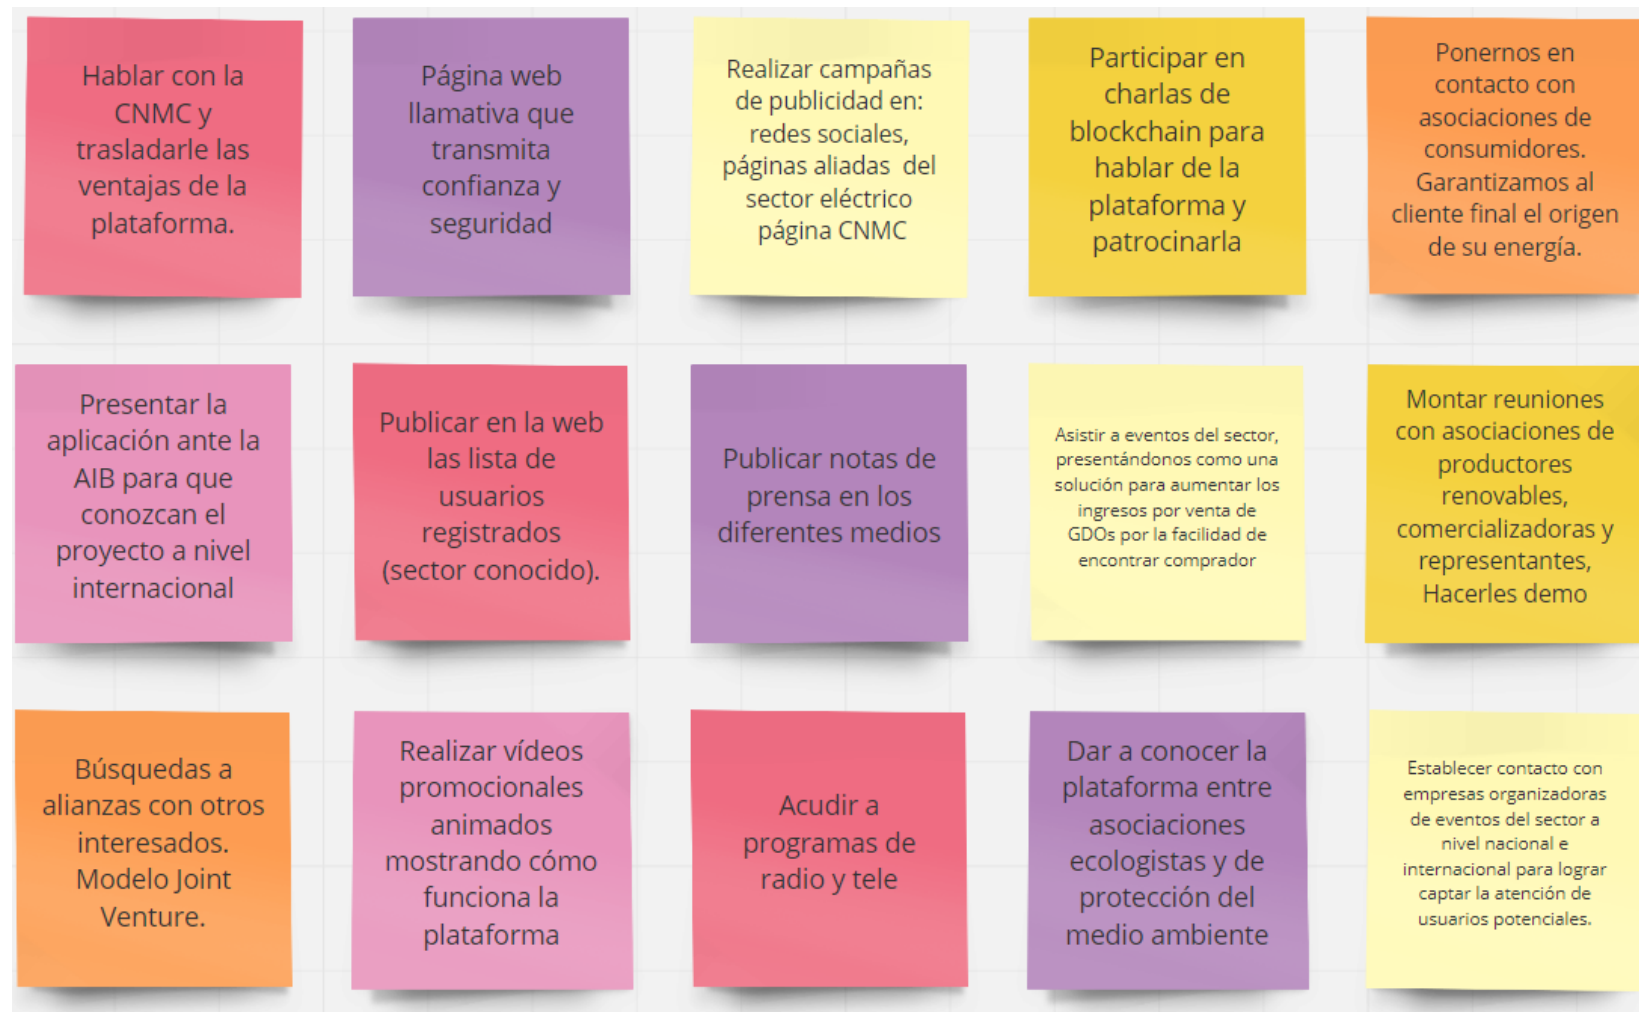 Hablar con la
CNMC y
trasladarle las
ventajas de la
plataforma.
Página web
llamativa que
transmita
confianza y
seguridad
Realizar campañas
de publicidad en:
redes sociales,
páginas aliadas  del
sector eléctrico
página CNMC
Participar en
charlas de
blockchain para
hablar de la
plataforma y
patrocinarla
Ponernos en
contacto con
asociaciones de
consumidores.
Garantizamos al
cliente final el origen
de su energía.
Presentar la
aplicación ante la
AIB para que
conozcan el
proyecto a nivel
internacional
Publicar en la web
las lista de
usuarios
registrados
(sector conocido).
Publicar notas de
prensa en los
diferentes medios
Asistir a eventos del sector,
presentándonos como una
solución para aumentar los
ingresos por venta de
GDOs por la facilidad de
encontrar comprador
Montar reuniones
con asociaciones de
productores
renovables,
comercializadoras y
representantes,
Hacerles demo
Búsquedas a
alianzas con otros
interesados.
Modelo Joint
Venture.
Realizar vídeos
promocionales
animados
mostrando cómo
funciona la
plataforma
Acudir a
programas de
radio y tele
Dar a conocer la
plataforma entre
asociaciones
ecologistas y de
protección del
medio ambiente
Establecer contacto con
empresas organizadoras
de eventos del sector a
nivel nacional e
internacional para lograr
captar la atención de
usuarios potenciales.